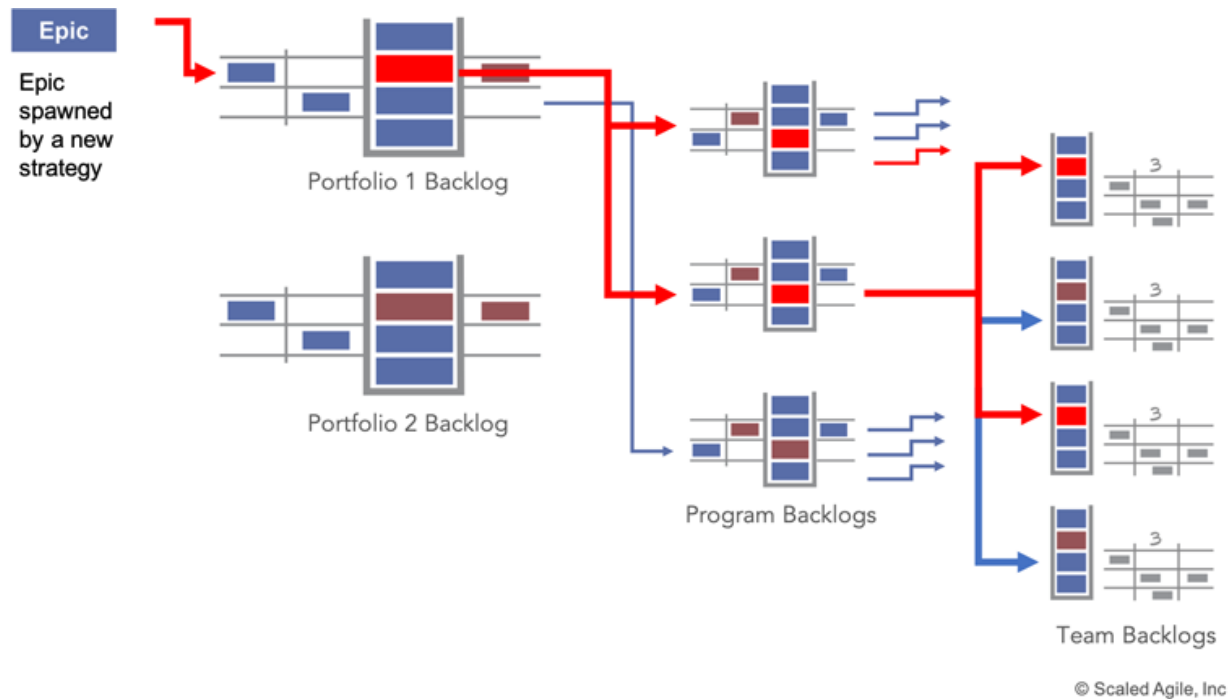 Epic
Epic
spawned
by a new
strategy
Portfolio 1 Backlog
Portfolio 2 Backlog
Program Backlogs
3
3
3
3
Team Backlogs
© Scaled Agile, Inc